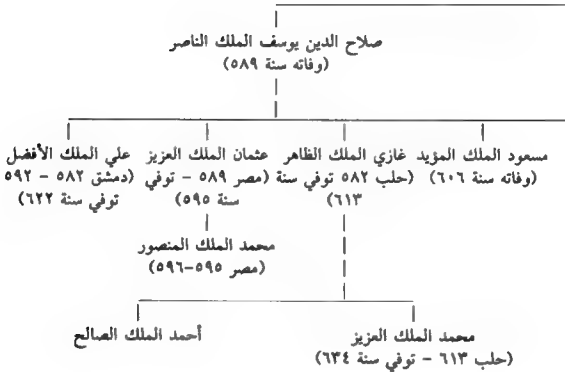 صلاح الدين يوسف الملك الناصر
(وفاته سنة ٥٨٩)
مسعود الملك المؤيد
(وفاته سنة ٦٠٦)
غازي الملك الظاهر
(حلب ٥٨٢ توفي سنة
٦١٣)
عثمان الملك العزيز
(مصر ٥٨٩ - توفي
سنة ٥٩٥)
علي الملك الأفضل
(دمشق ٥٨٢ - ٥٩٢
توفي سنة ٦٢٢)
محمد الملك المنصور
(مصر ٥٩٥-٥٩٦)
محمد الملك العزيز
(حلب ٦١٣ - توفي سنة ٦٣٤)
أحمد الملك الصالح